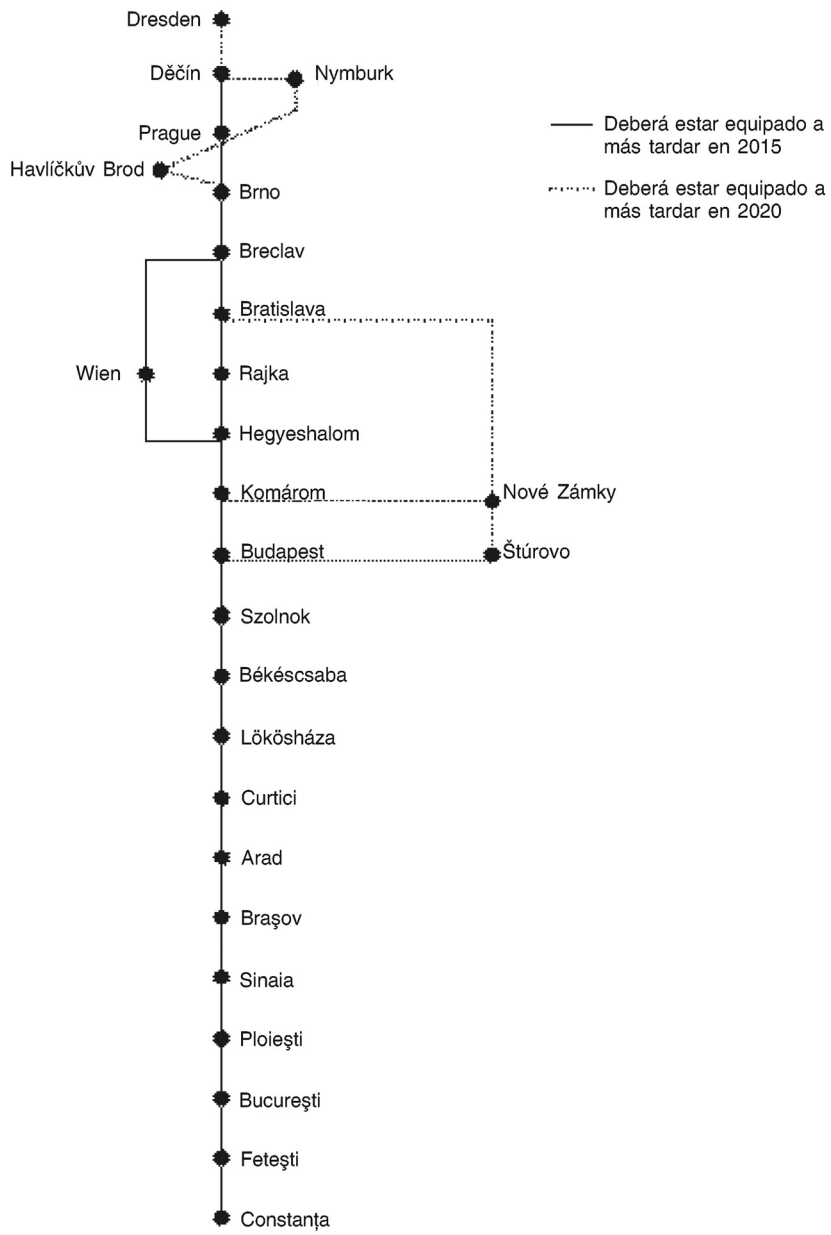 Dresden
Děčín
Nymburk
Prague
Havlíčkův Brod
Brno
Breclav
Bratislava
Wien
Rajka
Hegyeshalom
Komárom
Nové Zámky
Budapest
Štúrovo
Szolnok
Békéscsaba
Lökösháza
Curtici
Arad
Braşov
Sinaia
Ploieşti
Bucureşti
Feteşti
Constanţa
Deberá estar equipado a
más tardar en 2015
Deberá estar equipado a
más tardar en 2020